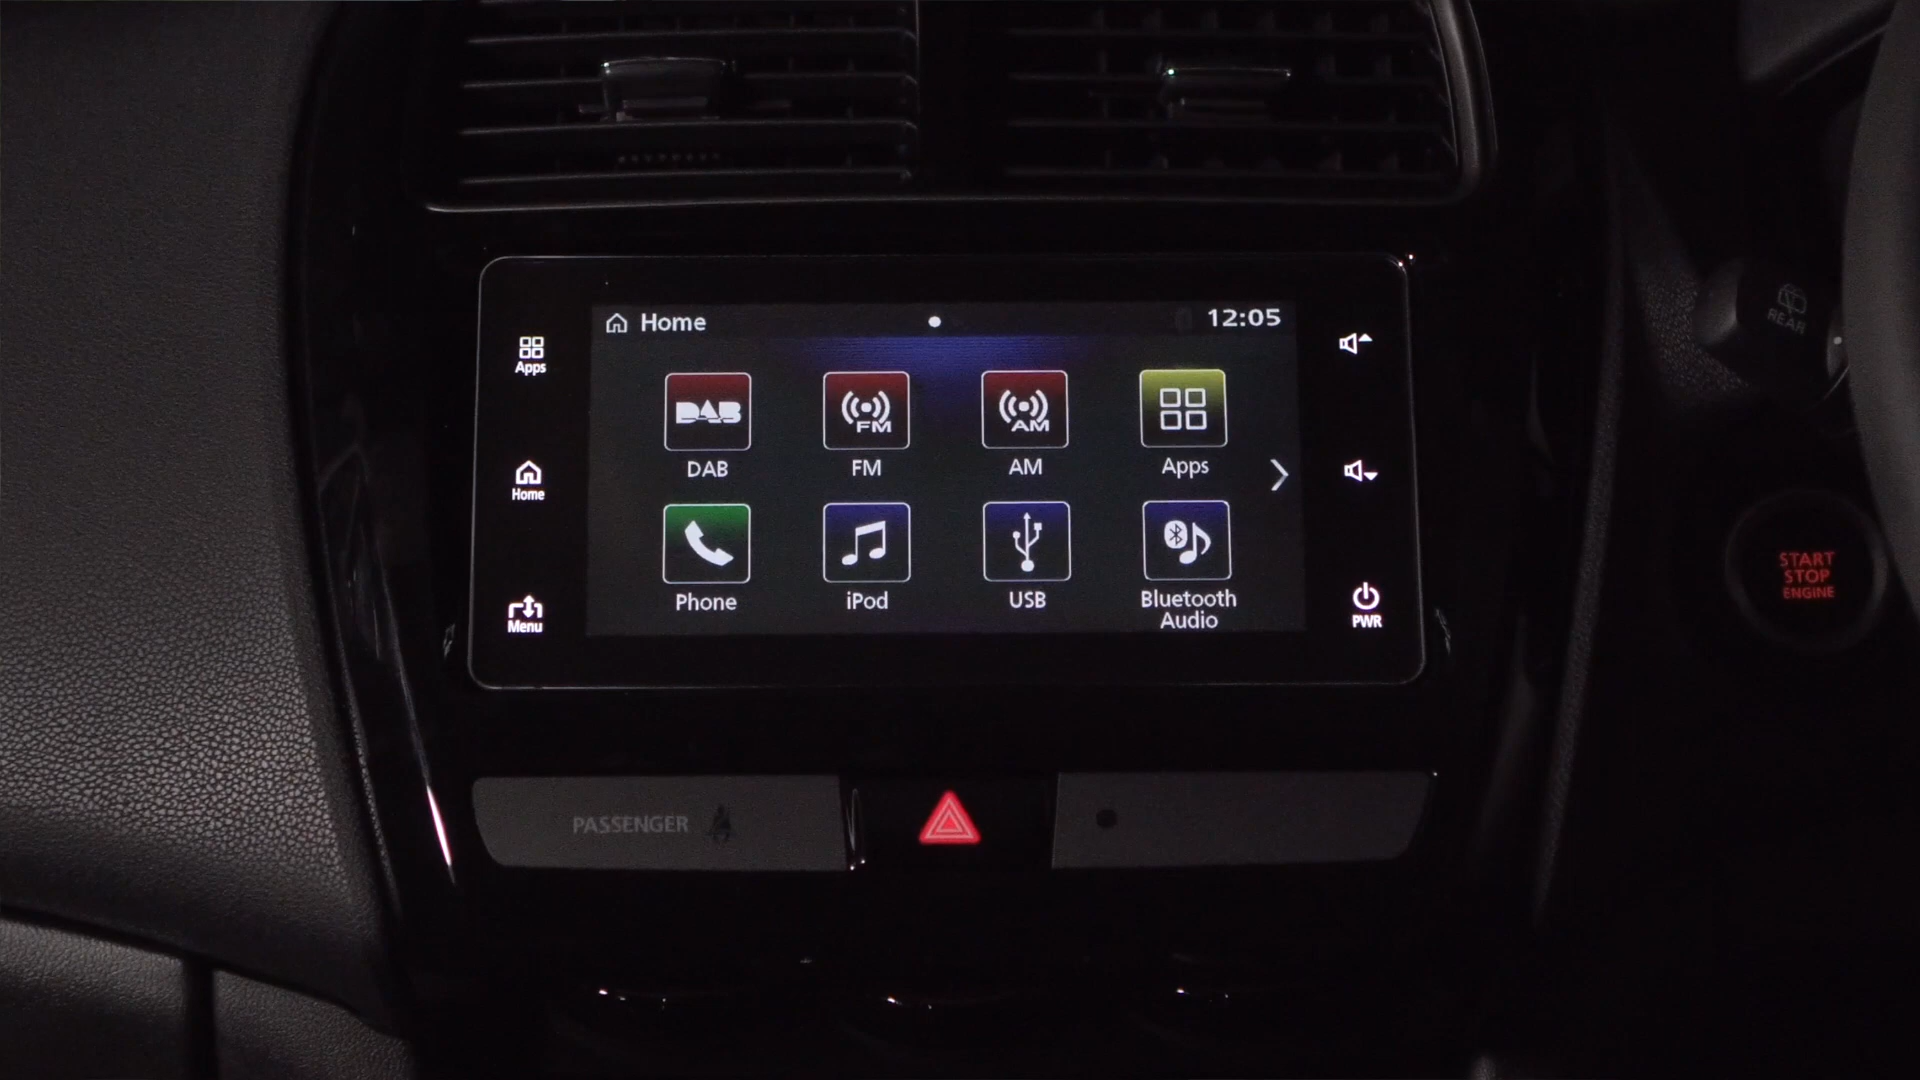 Home
12:05
Apps
DAB
FM
AM
DAB
FM
AM
Apps
Home
Phone
iPod
USB
Bluetooth
Audio
Menu
PWR
REAR
START
STOP
ENGINE
PASSENGER